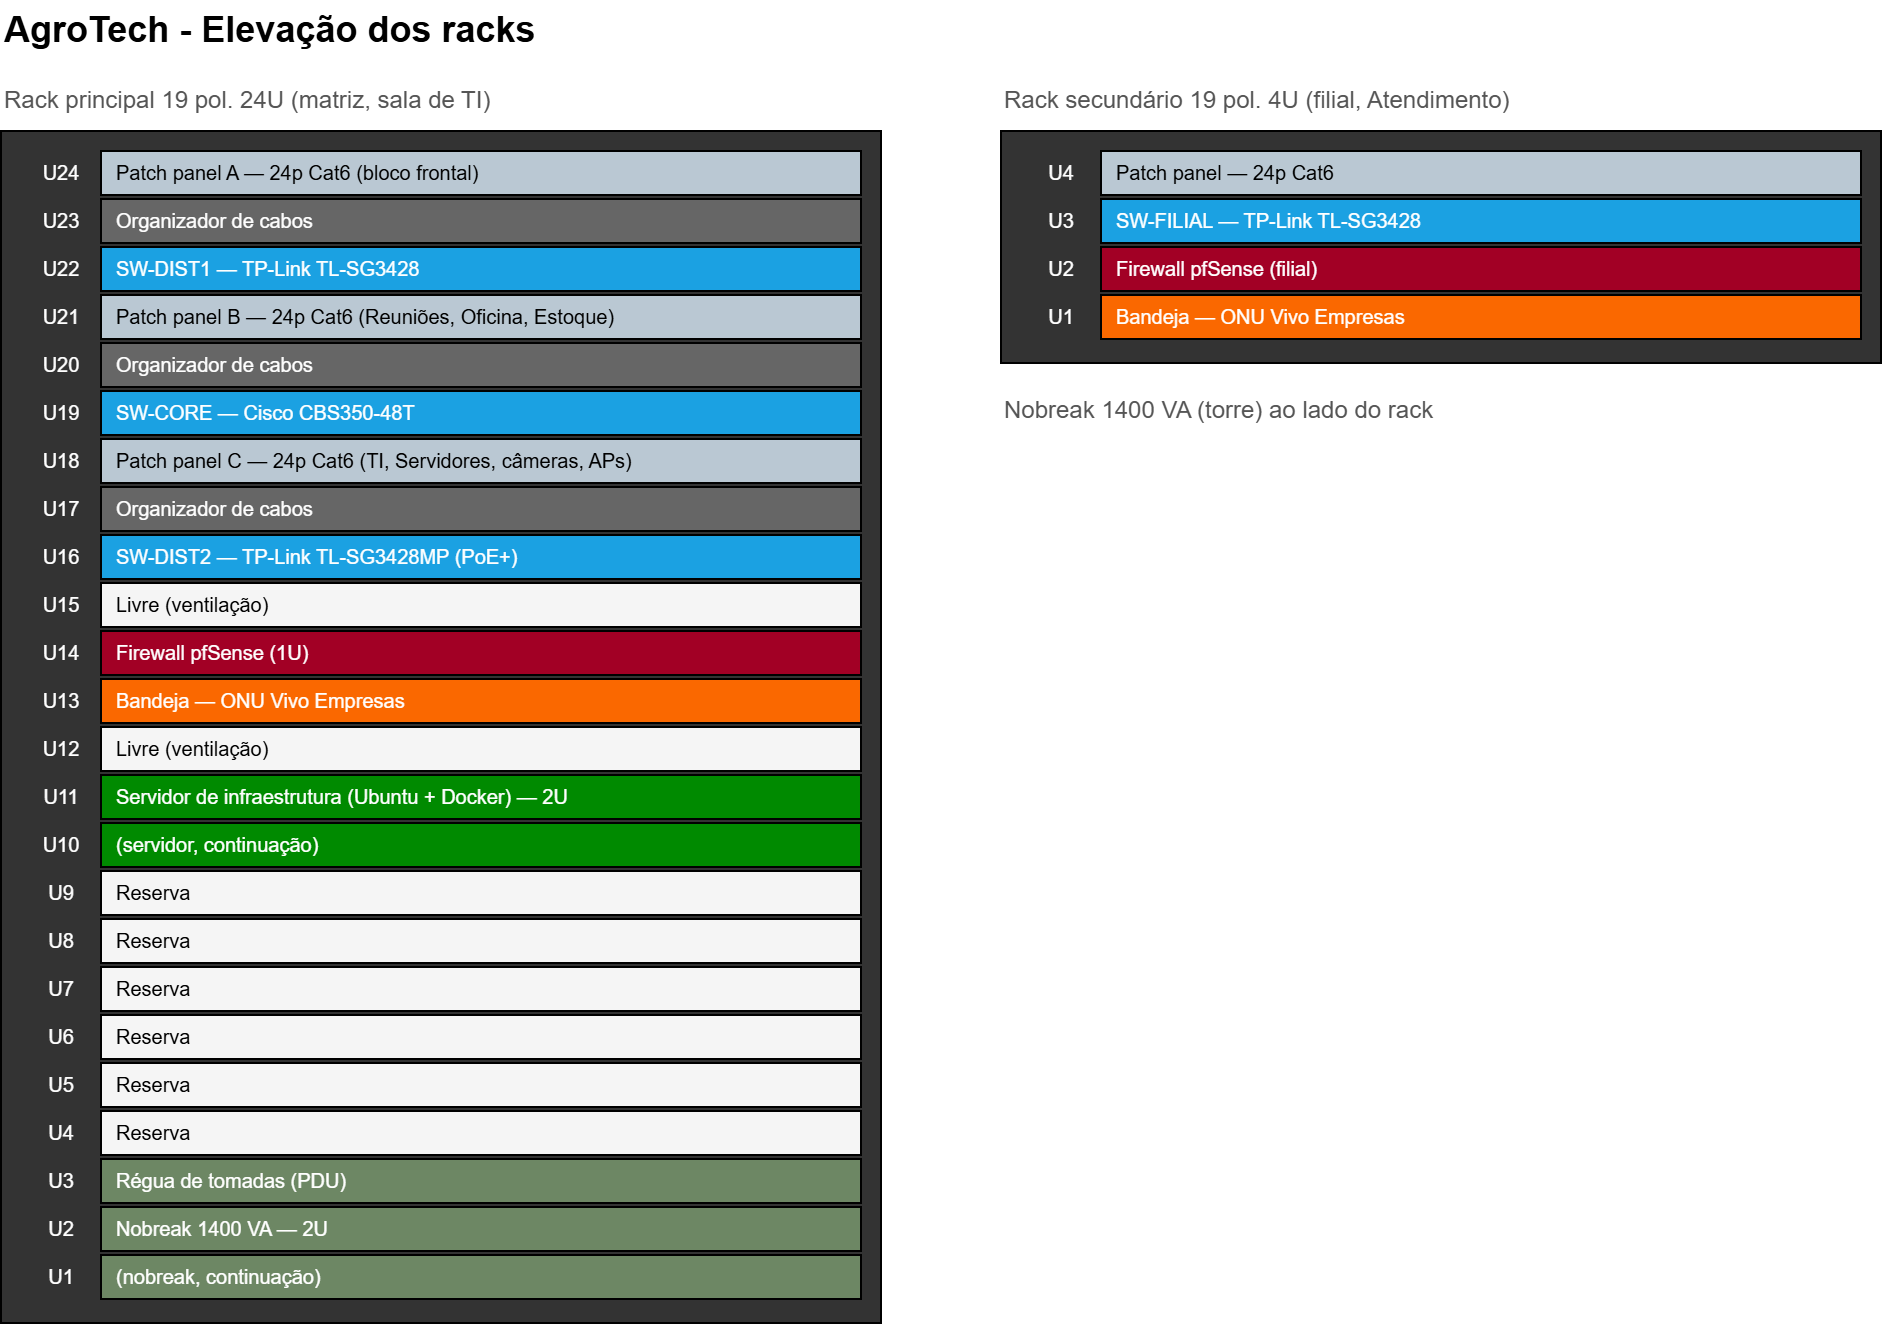 AgroTech - Elevação dos racks
Rack principal 19 pol. 24U (matriz, sala de TI)
U24 Patch panel A — 24p Cat6 (bloco frontal)
U23 Organizador de cabos
U22 SW-DIST1 — TP-Link TL-SG3428
U21 Patch panel B — 24p Cat6 (Reuniões, Oficina, Estoque)
U20 Organizador de cabos
U19 SW-CORE — Cisco CBS350-48T
U18 Patch panel C — 24p Cat6 (TI, Servidores, câmeras, APs)
U17 Organizador de cabos
U16 SW-DIST2 — TP-Link TL-SG3428MP (PoE+)
U15 Livre (ventilação)
U14 Firewall pfSense (1U)
U13 Bandeja — ONU Vivo Empresas
U12 Livre (ventilação)
U11 Servidor de infraestrutura (Ubuntu + Docker) — 2U
U10 (servidor, continuação)
U9 Reserva
U8 Reserva
U7 Reserva
U6 Reserva
U5 Reserva
U4 Reserva
U3 Régua de tomadas (PDU)
U2 Nobreak 1400 VA — 2U
U1 (nobreak, continuação)
Rack secundário 19 pol. 4U (filial, Atendimento)
U4 Patch panel — 24p Cat6
U3 SW-FILIAL — TP-Link TL-SG3428
U2 Firewall pfSense (filial)
U1 Bandeja — ONU Vivo Empresas
Nobreak 1400 VA (torre) ao lado do rack